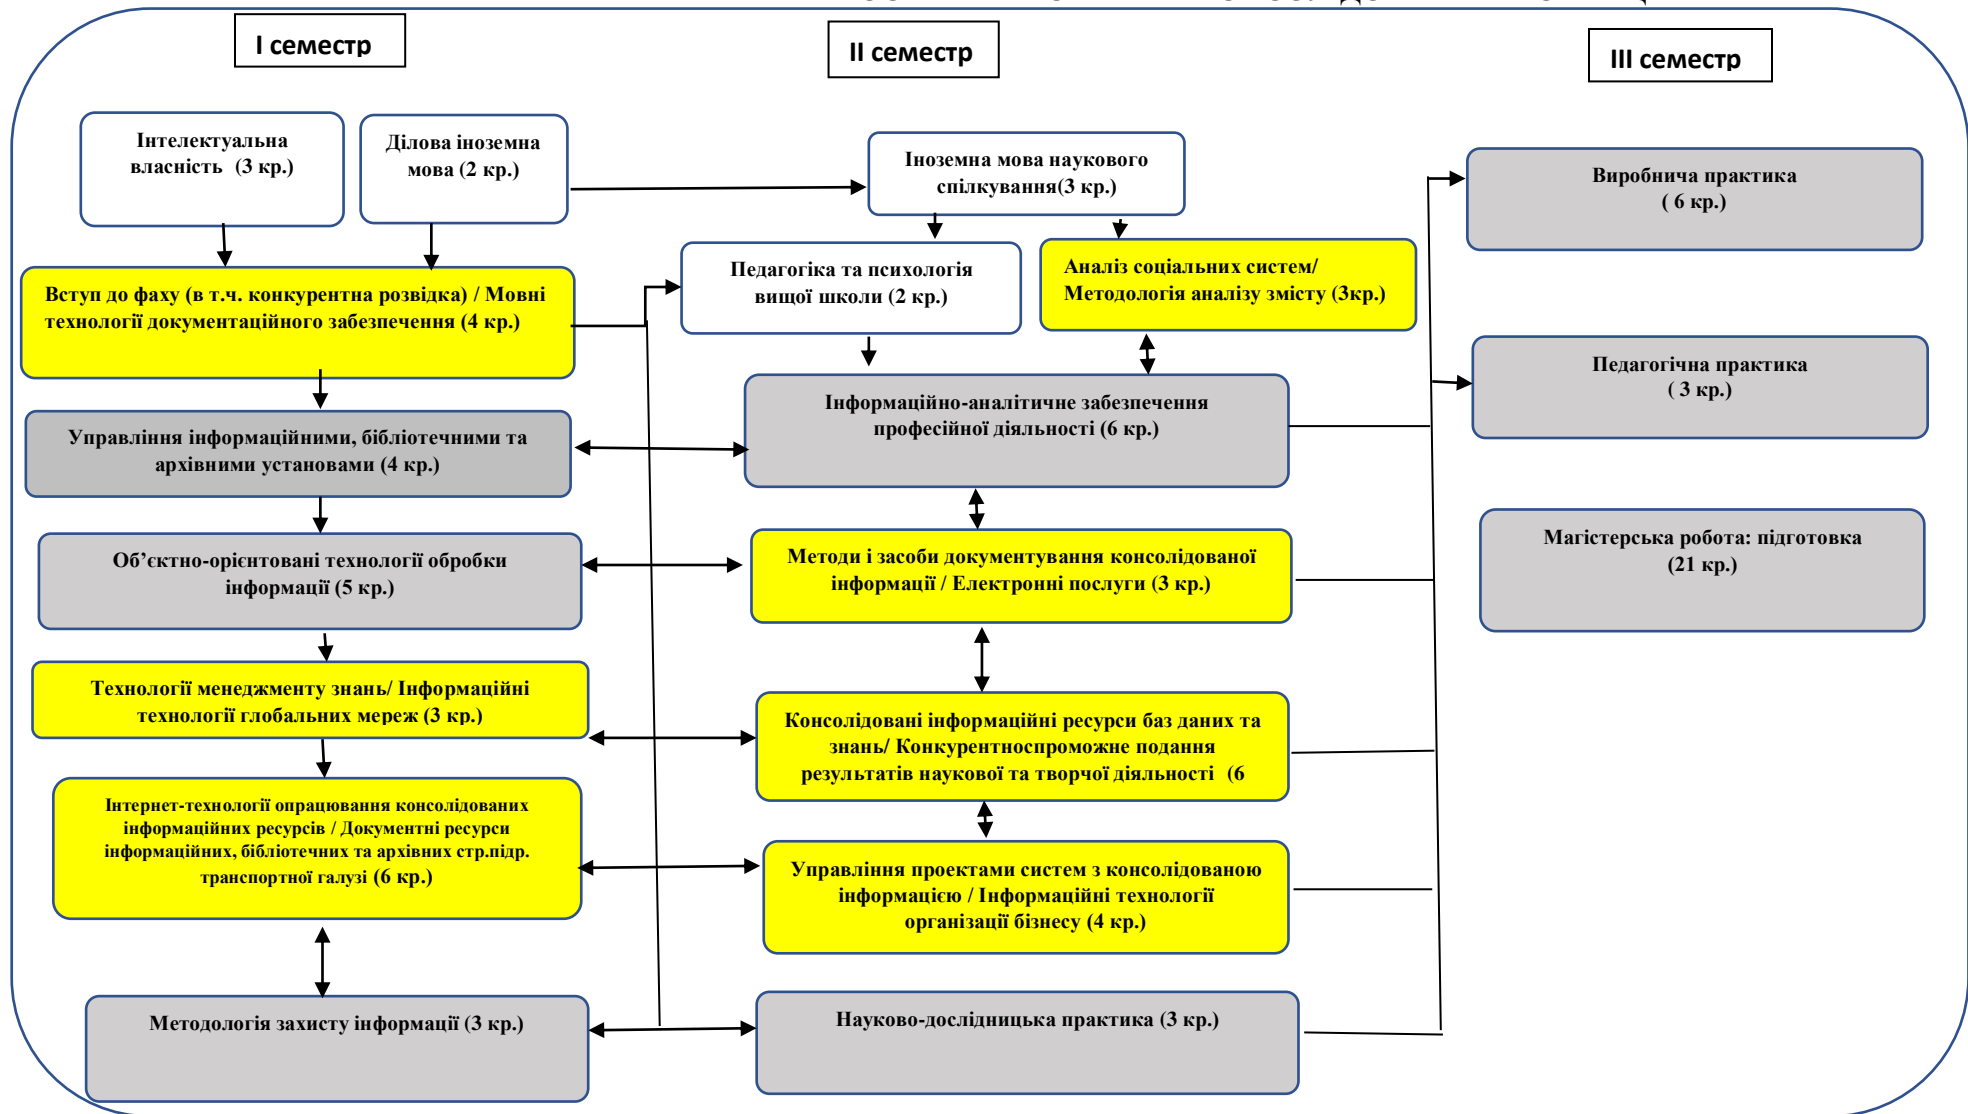 І семестр
ІІ семестр
ІІІ семестр
Інтелектуальна
власність (3 кр.)
Ділова іноземна
мова (2 кр.)
Вступ до фаху (в т.ч. конкурентна розвідка) / Мовні
технології документаційного забезпечення (4 кр.)
Управління інформаційними, бібліотечними та
архівними установами (4 кр.)
Об’єктно-орієнтовані технології обробки
інформації (5 кр.)
Технології менеджменту знань/ Інформаційні
технології глобальних мереж (3 кр.)
Інтернет-технології опрацювання консолідованих
інформаційних ресурсів / Документні ресурси
інформаційних, бібліотечних та архівних стр.підр.
транспортної галузі (6 кр.)
Методологія захисту інформації (3 кр.)
Іноземна мова наукового
спілкування(3 кр.)
Педагогіка та психологія
вищої школи (2 кр.)
Аналіз соціальних систем/
Методологія аналізу змісту (3кр.)
Інформаційно-аналітичне забезпечення
професійної діяльності (6 кр.)
Методи і засоби документування консолідованої
інформації / Електронні послуги (3 кр.)
Консолідовані інформаційні ресурси баз даних та
знань/ Конкурентноспроможне подання
результатів наукової та творчої діяльності (6
Управління проектами систем з консолідованою
інформацією / Інформаційні технології
організації бізнесу (4 кр.)
Науково-дослідницька практика (3 кр.)
Виробнича практика
( 6 кр.)
Педагогічна практика
( 3 кр.)
Магістерська робота: підготовка
(21 кр.)